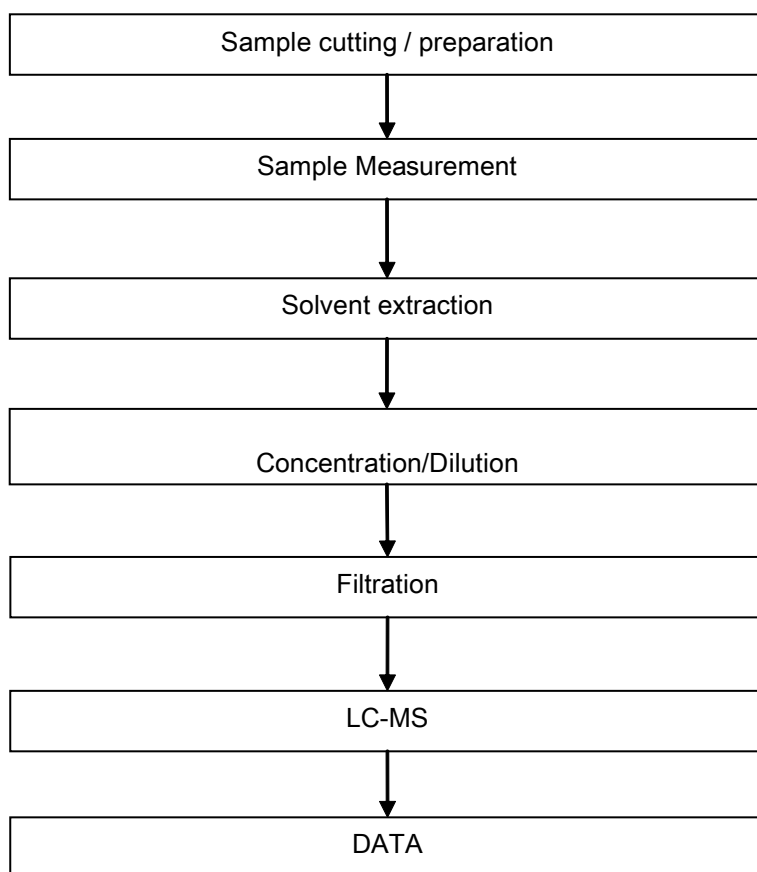 Sample cutting / preparation
Sample Measurement
Solvent extraction
Concentration/Dilution
Filtration
LC-MS
DATA